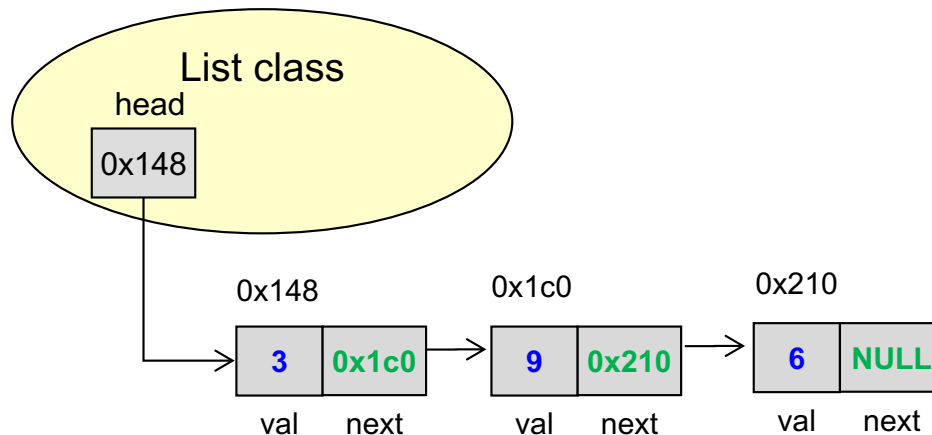 List class
head
0x148
0x148 0x1c0 0x210
3 0x1c0 9 0x210 6 NULL
val next val next val next